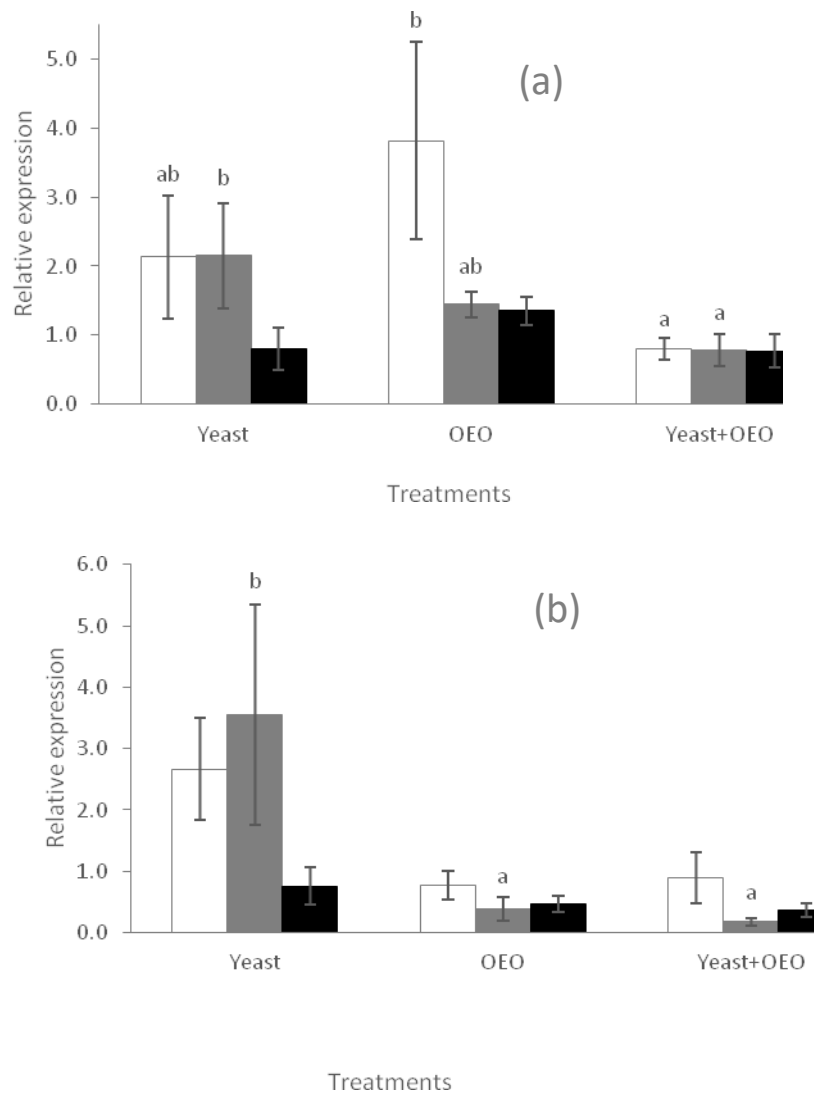 b
5.0
(a)
4.0
ab
b
3.0
ab
2.0
a
a
1.0
0.0
Relative expression
Yeast
OEO
Yeast+OEO
Treatments
6.0
b
(b)
5.0
4.0
3.0
2.0
a
a
1.0
0.0
Relative expression
Yeast
OEO
Yeast+OEO
Treatments